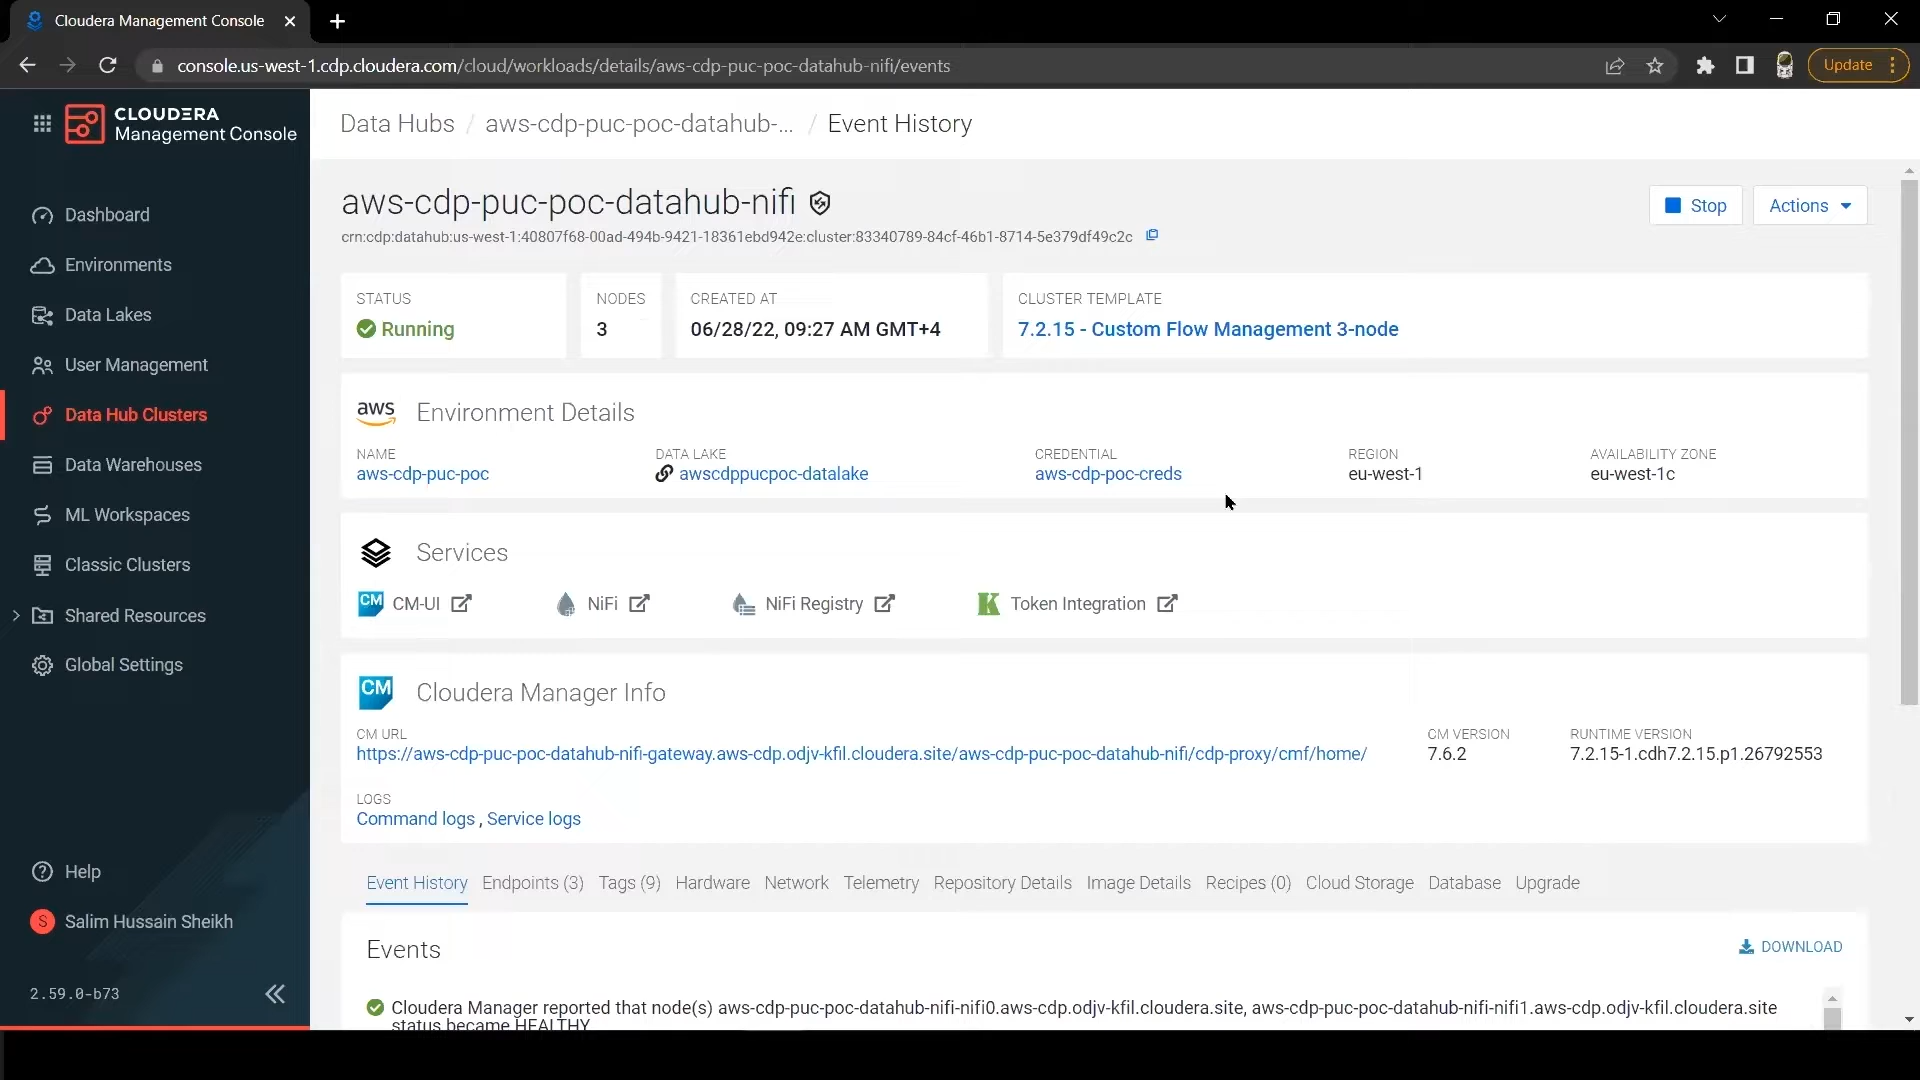 Cloudera Management Console
console.us-west-1.cdp.cloudera.com/cloud/workloads/details/aws-cdp-puc-poc-datahub-nifi/events
Update
CLOUDERA
Management Console
Dashboard
Environments
Data Lakes
User Management
Data Hub Clusters
Data Warehouses
ML Workspaces
Classic Clusters
Shared Resources
Global Settings
Help
S Salim Hussain Sheikh
2.59.0-b73
Data Hubs / aws-cdp-puc-poc-datahub-... / Event History
aws-cdp-puc-poc-datahub-nifi
Stop
Actions
crn:cdp:datahub:us-west-1:40807f68-00ad-494b-9421-18361ebd942e:cluster:83340789-84cf-46b1-8714-5e379df49c2c
STATUS
Running
NODES
3
CREATED AT
06/28/22, 09:27 AM GMT+4
CLUSTER TEMPLATE
7.2.15 - Custom Flow Management 3-node
aws Environment Details
NAME
aws-cdp-puc-poc
DATA LAKE
awscdppucpoc-datalake
CREDENTIAL
aws-cdp-poc-creds
REGION
eu-west-1
AVAILABILITY ZONE
eu-west-1c
Services
CM CM-UI
NiFi
NiFi Registry
K Token Integration
CM Cloudera Manager Info
CM URL
https://aws-cdp-puc-poc-datahub-nifi-gateway.aws-cdp.odjv-kfil.cloudera.site/aws-cdp-puc-poc-datahub-nifi/cdp-proxy/cmf/home/
CM VERSION
7.6.2
RUNTIME VERSION
7.2.15-1.cdh7.2.15.p1.26792553
LOGS
Command logs , Service logs
Event History Endpoints (3) Tags (9) Hardware Network Telemetry Repository Details Image Details Recipes (0) Cloud Storage Database Upgrade
Events
DOWNLOAD
Cloudera Manager reported that node(s) aws-cdp-puc-poc-datahub-nifi-nifi0.aws-cdp.odjv-kfil.cloudera.site, aws-cdp-puc-poc-datahub-nifi-nifi1.aws-cdp.odjv-kfil.cloudera.site
status became HEALTHY